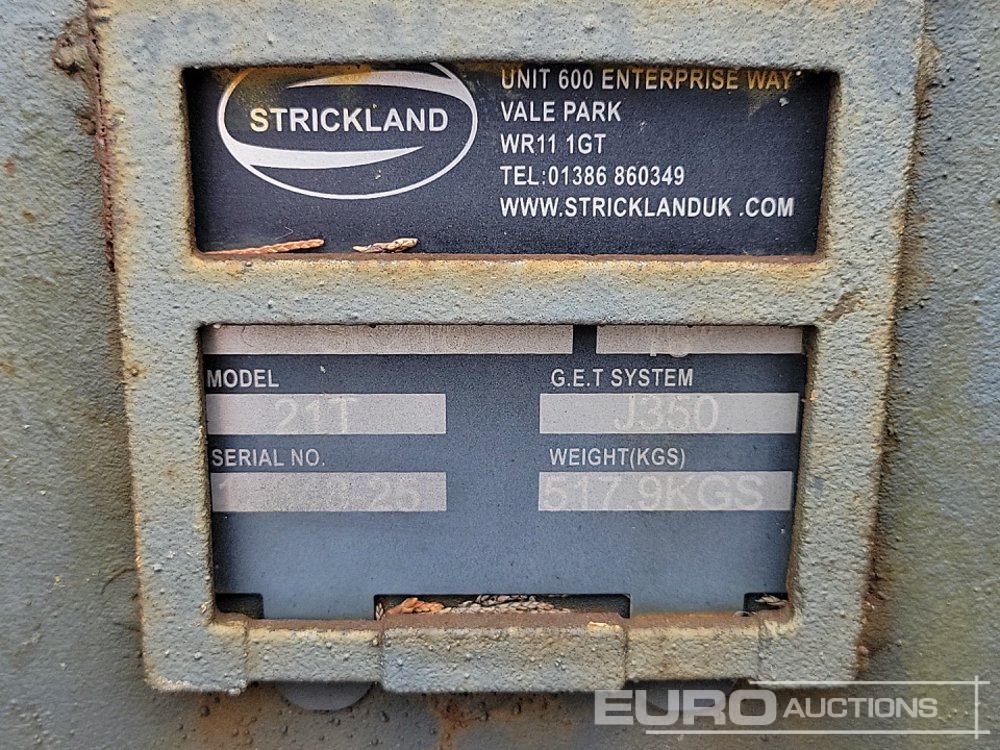 STRICKLAND
UNIT 600 ENTERPRISE WAY
VALE PARK
WR11 1GT
TEL:01386 860349
WWW.STRICKLANDUK .COM
MODEL
G.E.T SYSTEM
21T
J350
SERIAL NO.
WEIGHT(KGS)
517.9KGS
EURO AUCTIONS